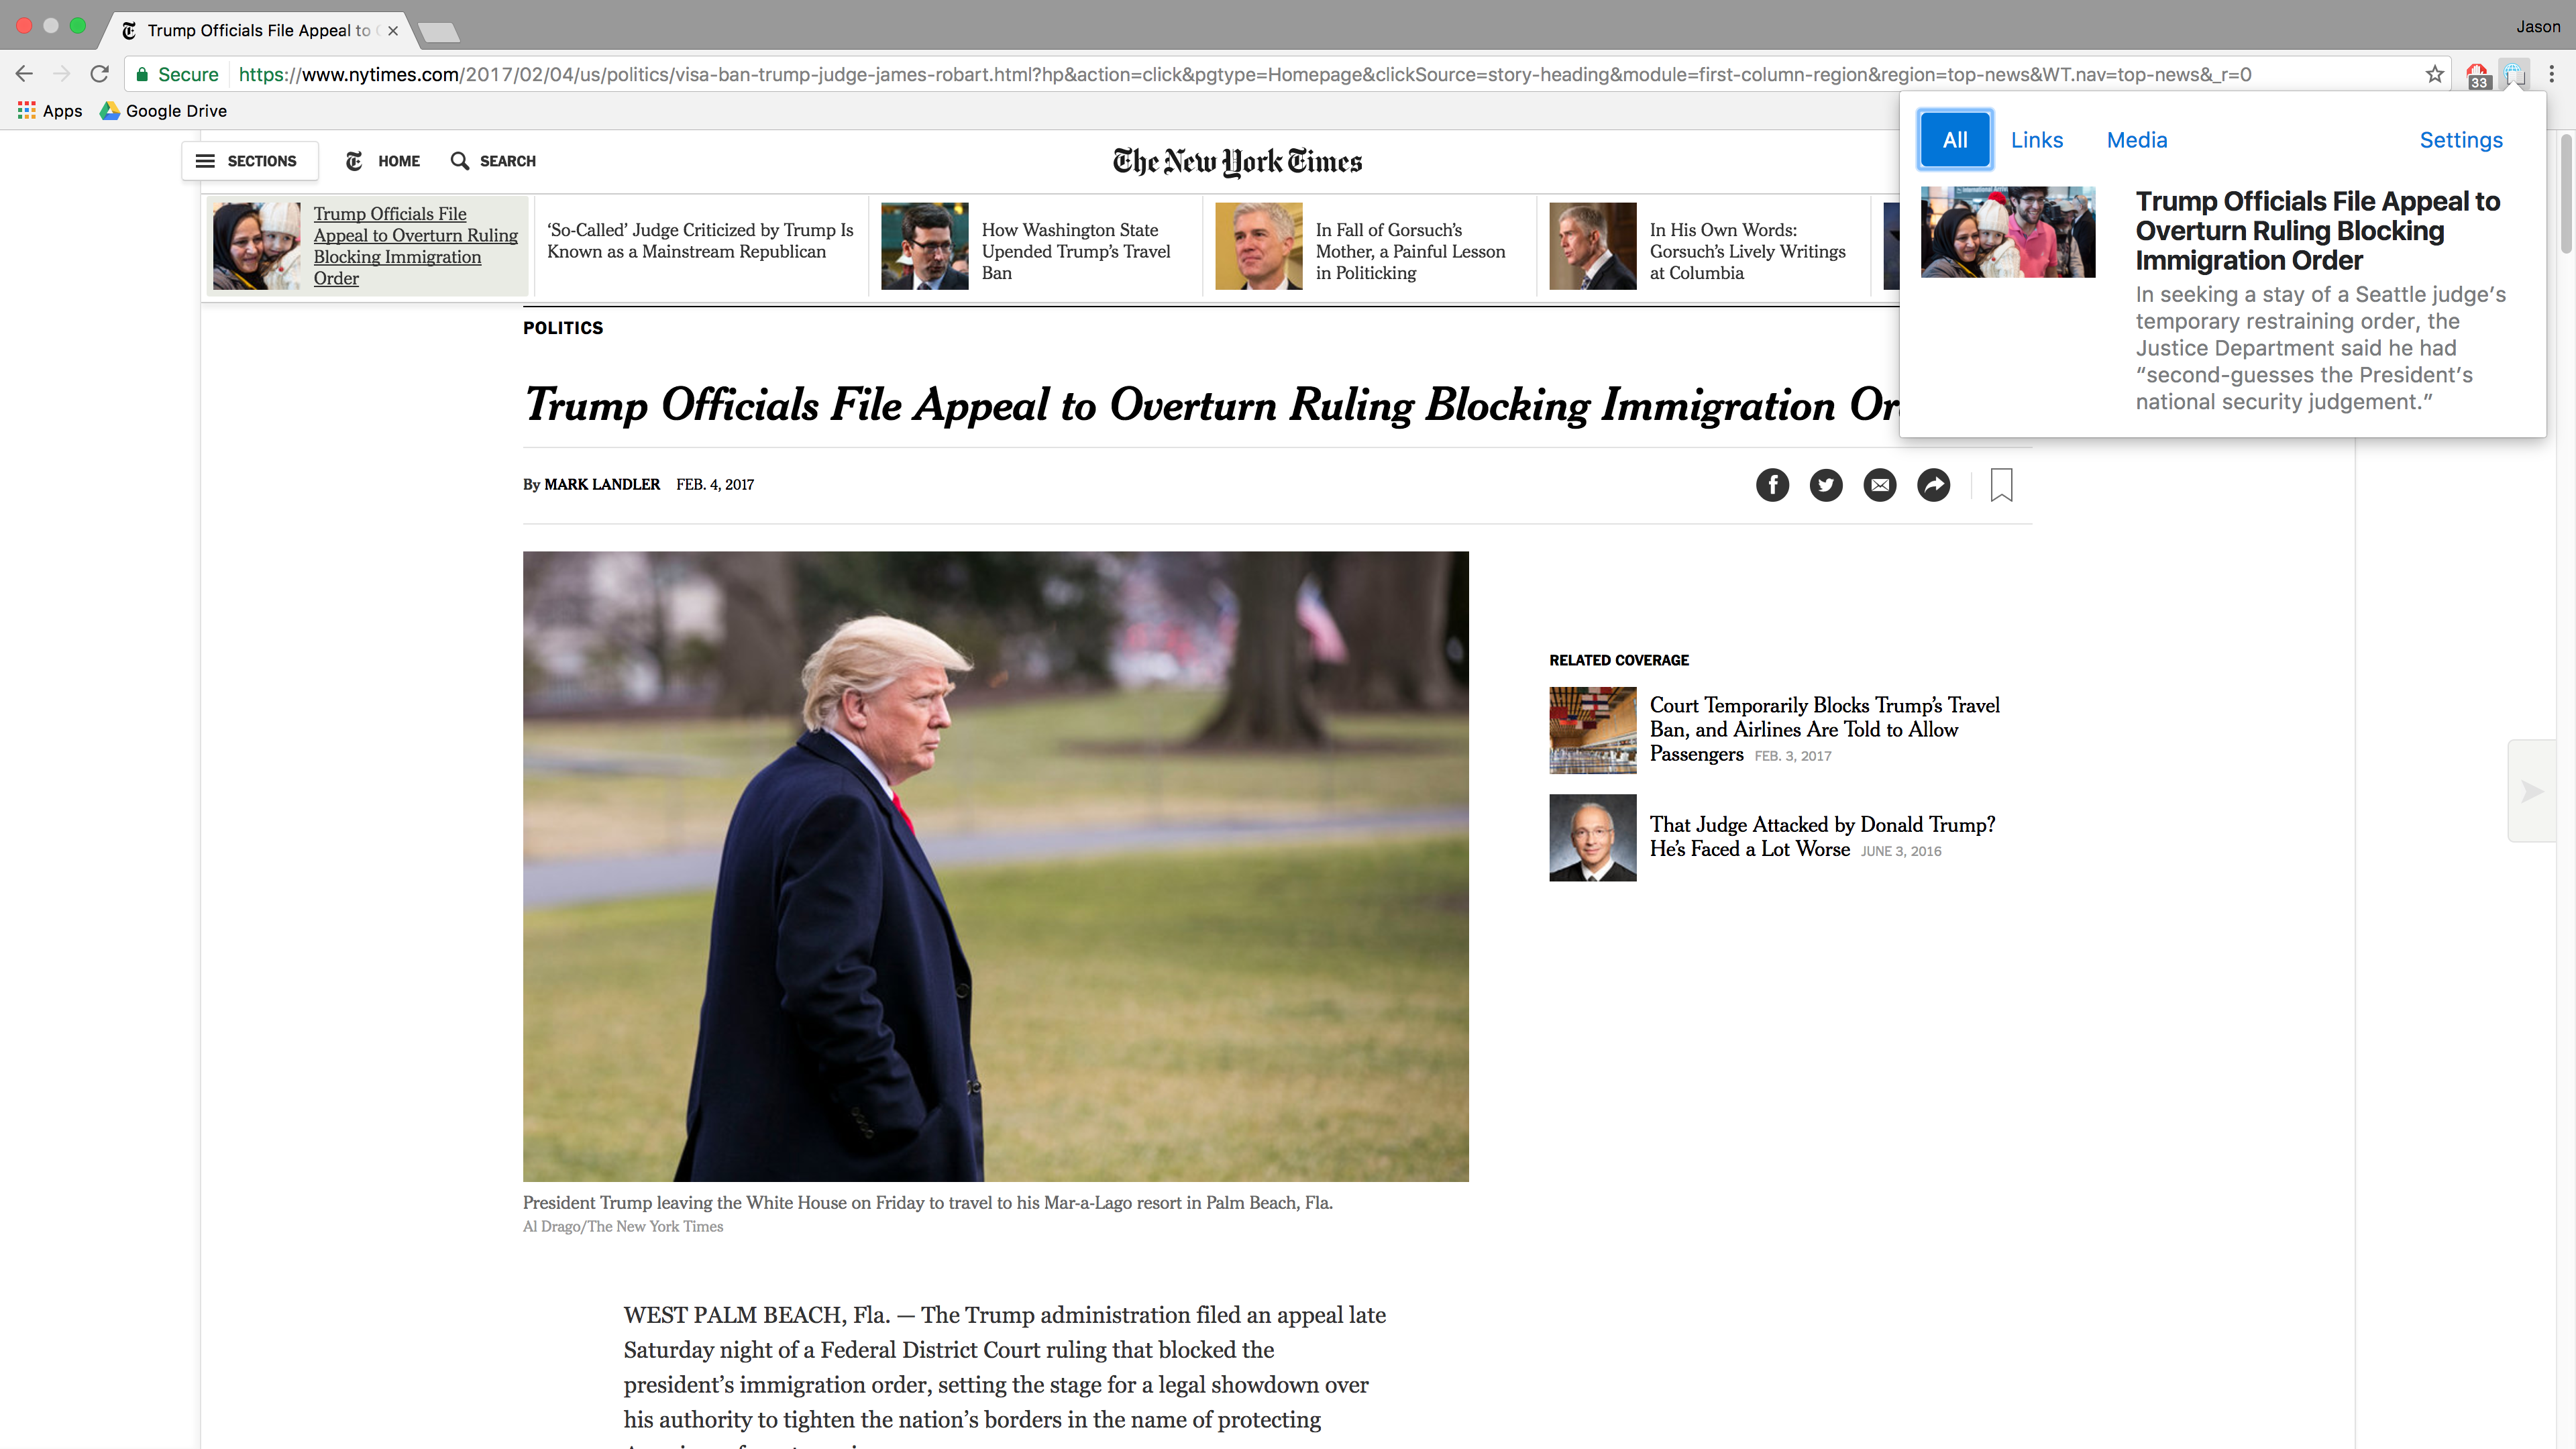 Trump Officials File Appeal to
Jason
Secure
https://www.nytimes.com/2017/02/04/us/politics/visa-ban-trump-judge-james-robart.html?hp&action=click&pgtype=Homepage&clickSource=story-heading&module=first-column-region&region=top-news&WT.nav=top-news&_r=0
33
Apps
Google Drive
SECTIONS
HOME
SEARCH
The New York Times
Trump Officials File
Appeal to Overturn Ruling
Blocking Immigration
Order
‘So-Called’ Judge Criticized by Trump Is
Known as a Mainstream Republican
How Washington State
Upended Trump’s Travel
Ban
In Fall of Gorsuch’s
Mother, a Painful Lesson
in Politicking
In His Own Words:
Gorsuch’s Lively Writings
at Columbia
All
Links
Media
Settings
Trump Officials File Appeal to
Overturn Ruling Blocking
Immigration Order
In seeking a stay of a Seattle judge’s
temporary restraining order, the
Justice Department said he had
“second-guesses the President’s
national security judgement.”
POLITICS
Trump Officials File Appeal to Overturn Ruling Blocking Immigration Or
By MARK LANDLER FEB. 4, 2017
RELATED COVERAGE
Court Temporarily Blocks Trump’s Travel
Ban, and Airlines Are Told to Allow
Passengers FEB. 3, 2017
That Judge Attacked by Donald Trump?
He’s Faced a Lot Worse JUNE 3, 2016
President Trump leaving the White House on Friday to travel to his Mar-a-Lago resort in Palm Beach, Fla.
Al Drago/The New York Times
WEST PALM BEACH, Fla. — The Trump administration filed an appeal late
Saturday night of a Federal District Court ruling that blocked the
president’s immigration order, setting the stage for a legal showdown over
his authority to tighten the nation’s borders in the name of protecting